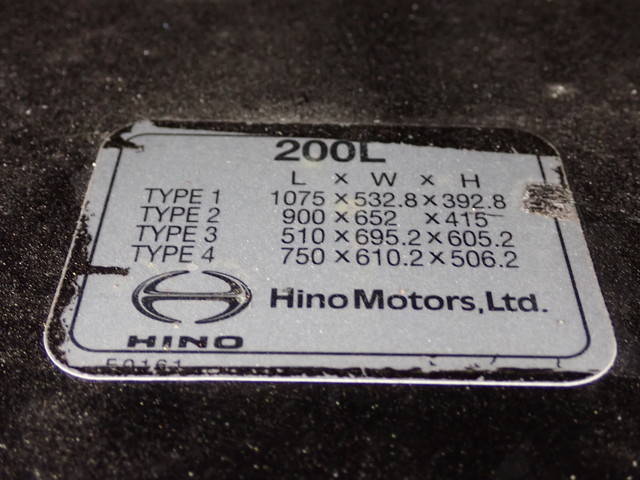 200L
L × W × H
TYPE 1 1075×532.8×392.8
TYPE 2 900×652 ×415
TYPE 3 510×695.2×605.2
TYPE 4 750×610.2×506.2
Hino Motors, Ltd.
HINO
E0161